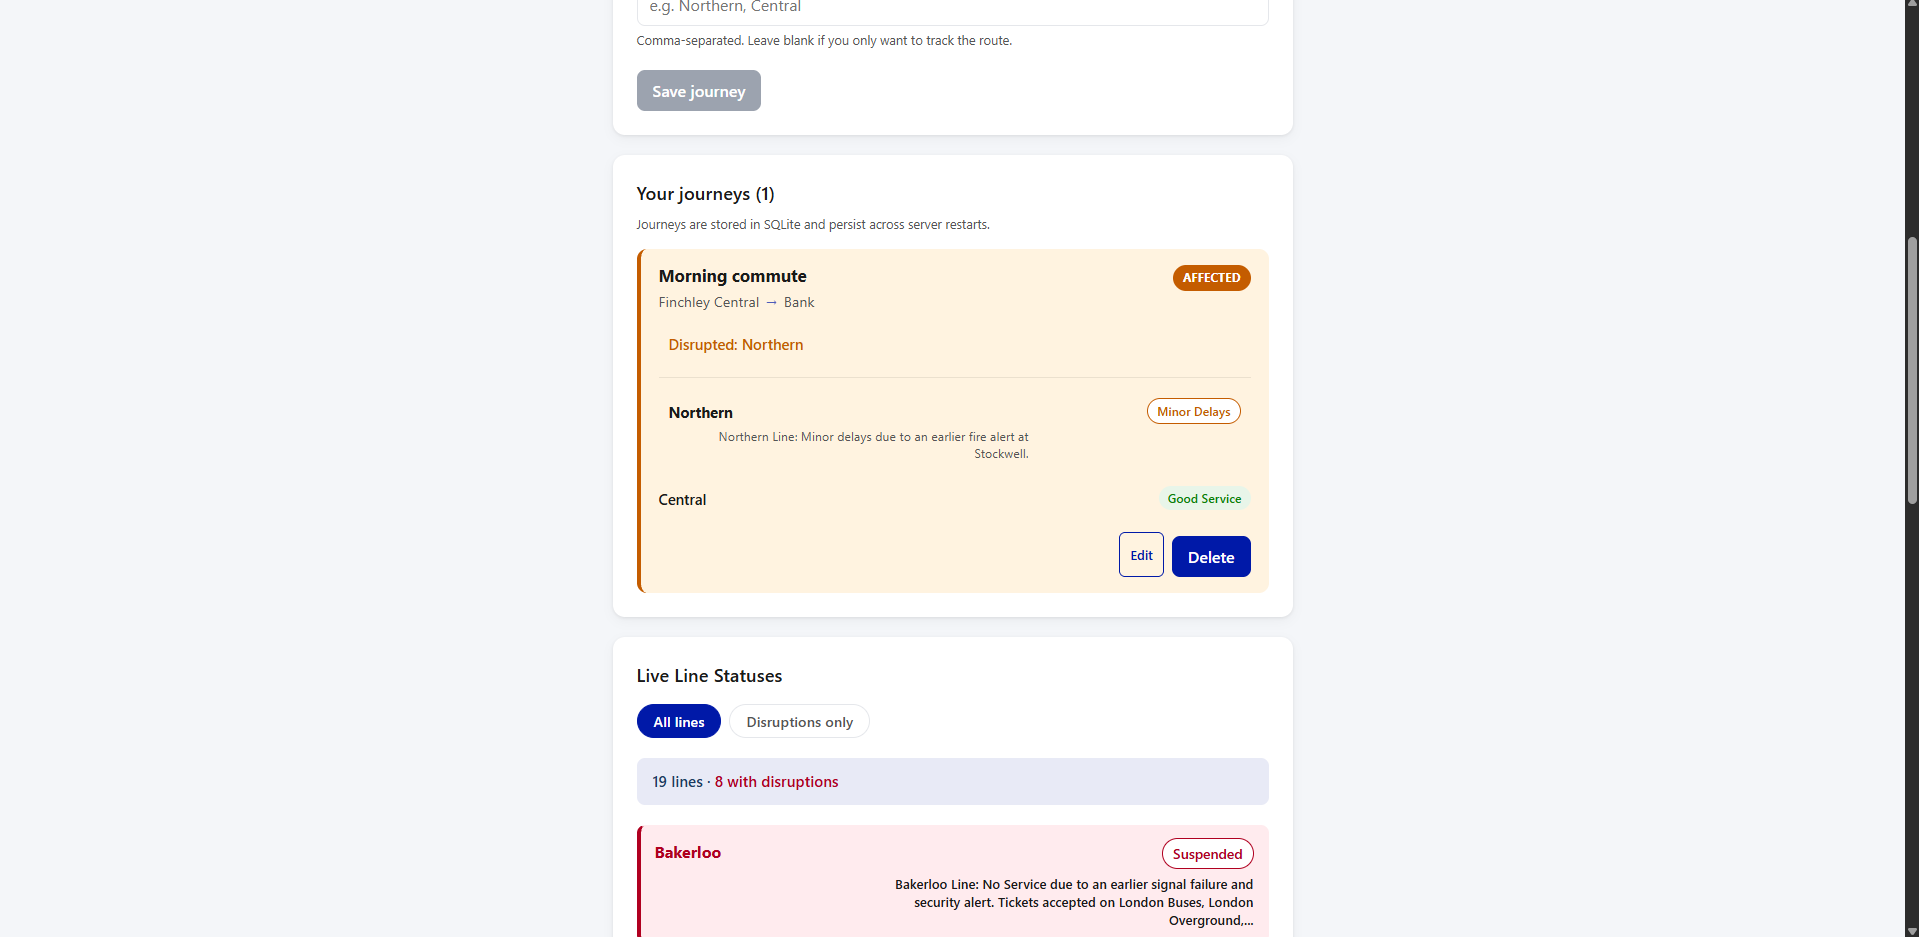 e.g. Northern, Central
Comma-separated. Leave blank if you only want to track the route.
Save journey
Your journeys (1)
Journeys are stored in SQLite and persist across server restarts.
Morning commute
AFFECTED
Finchley Central → Bank
Disrupted: Northern
Northern
Minor Delays
Northern Line: Minor delays due to an earlier fire alert at
Stockwell.
Central
Good Service
Edit
Delete
Live Line Statuses
All lines
Disruptions only
19 lines · 8 with disruptions
Bakerloo
Suspended
Bakerloo Line: No Service due to an earlier signal failure and
security alert. Tickets accepted on London Buses, London
Overground,...